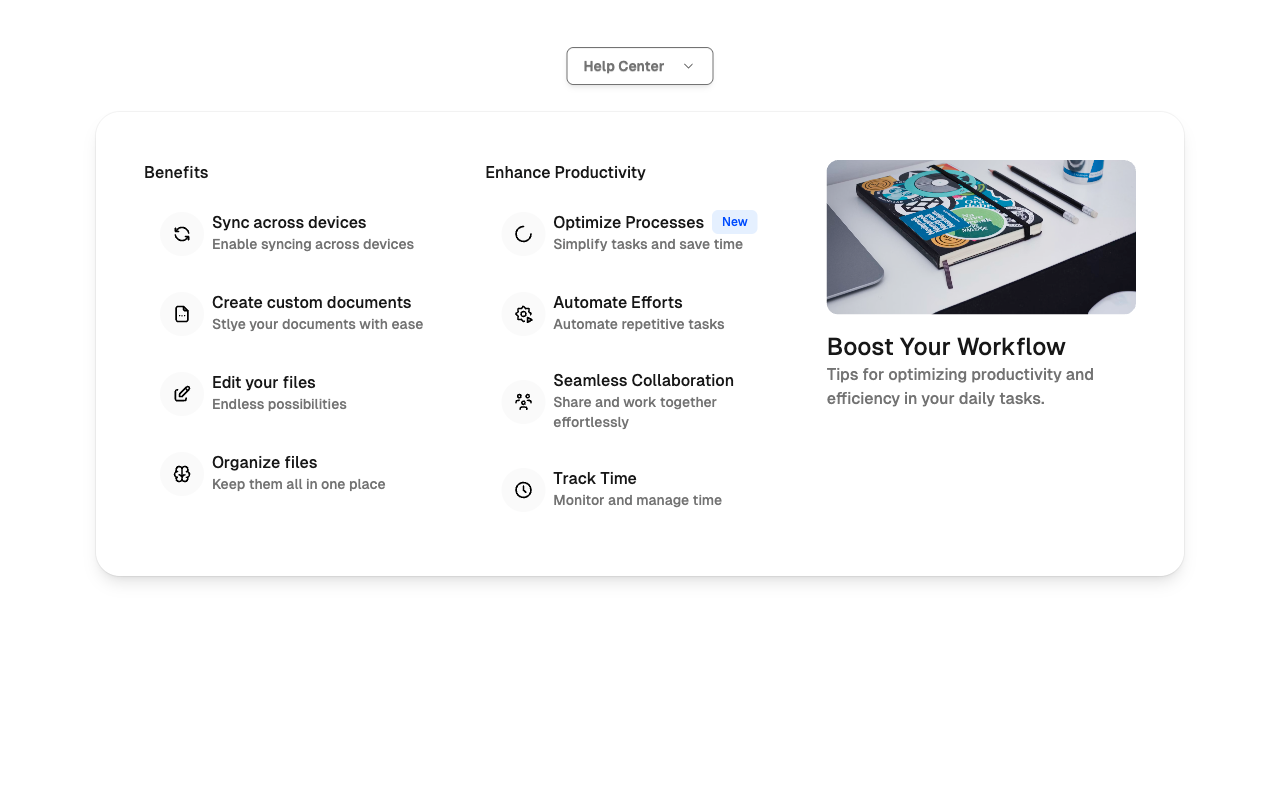 Help Center
Benefits
Sync across devices
Enable syncing across devices
Create custom documents
Stlye your documents with ease
Edit your files
Endless possibilities
Organize files
Keep them all in one place
Enhance Productivity
Optimize Processes New
Simplify tasks and save time
Automate Efforts
Automate repetitive tasks
Seamless Collaboration
Share and work together
effortlessly
Track Time
Monitor and manage time
Boost Your Workflow
Tips for optimizing productivity and
efficiency in your daily tasks.